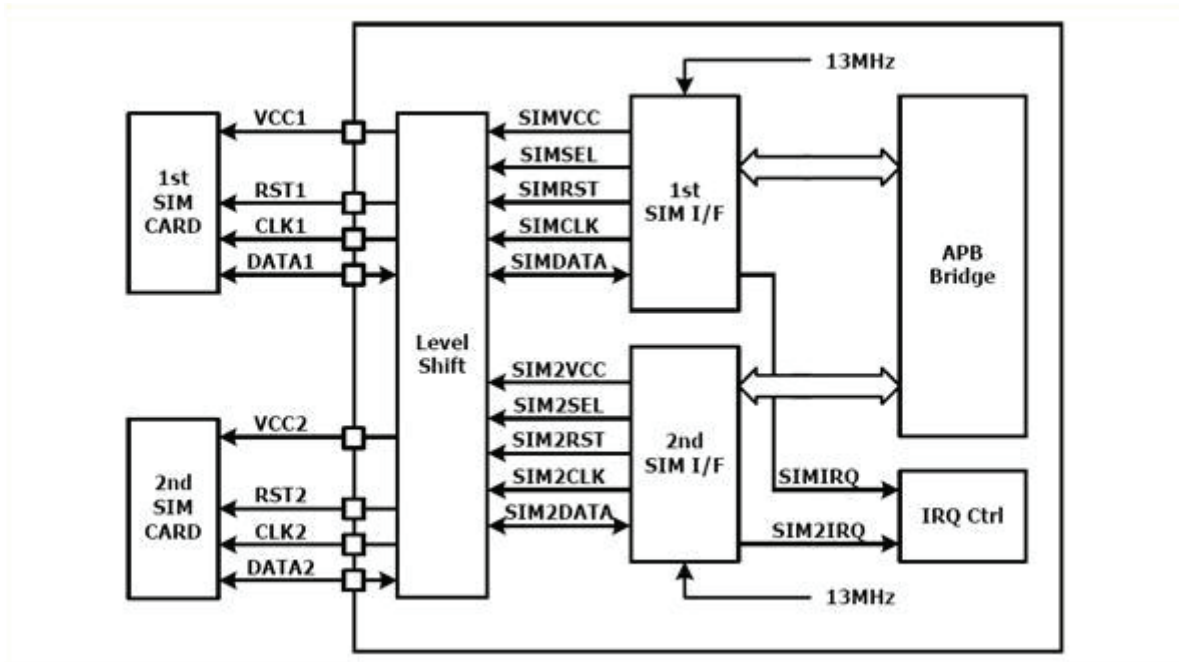 13MHz
VCC1
SIMVCC
SIMSEL
1st
SIM
CARD
RST1
SIMRST
1st
SIM I/F
CLK1
SIMCLK
DATA1
SIMDATA
APB
Bridge
Level
Shift
SIM2VCC
SIM2SEL
VCC2
SIM2RST
2nd
SIM I/F
2nd
SIM
CARD
SIM2CLK
SIMIRQ
RST2
SIM2DATA
IRQ Ctrl
CLK2
SIM2IRQ
DATA2
13MHz